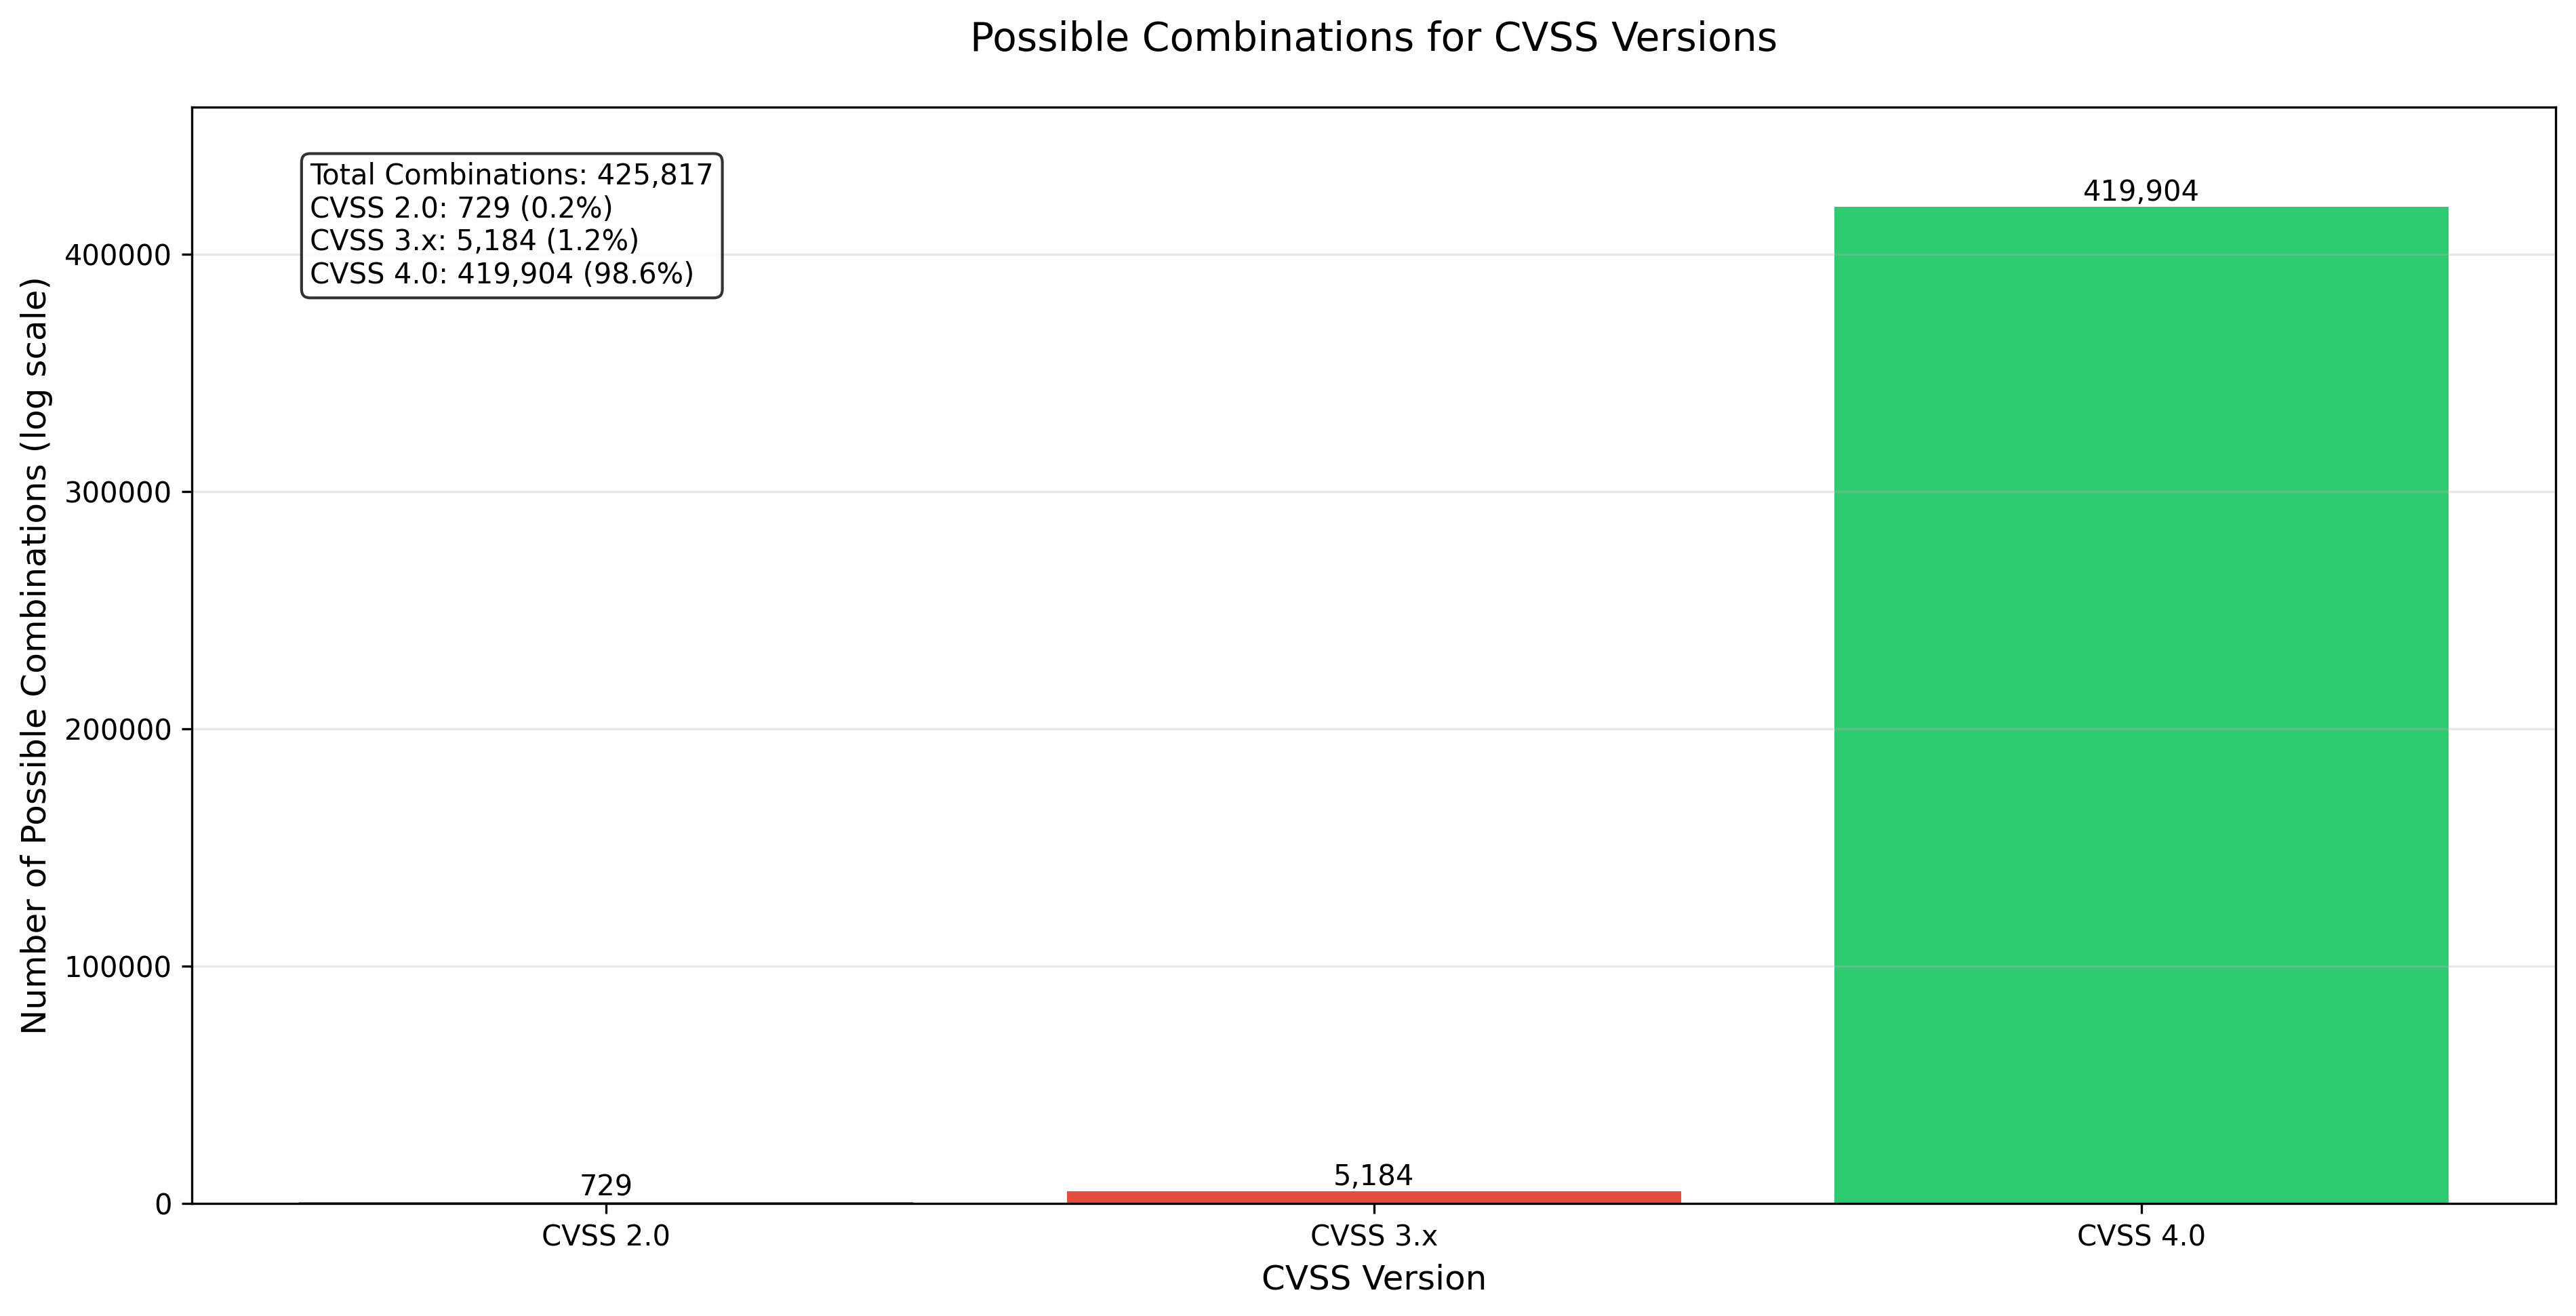 Possible Combinations for CVSS Versions
Total Combinations: 425,817
CVSS 2.0: 729 (0.2%)
CVSS 3.x: 5,184 (1.2%)
CVSS 4.0: 419,904 (98.6%)
Number of Possible Combinations (log scale)
400000
300000
200000
100000
0
729
5,184
419,904
CVSS 2.0
CVSS 3.x
CVSS 4.0
CVSS Version